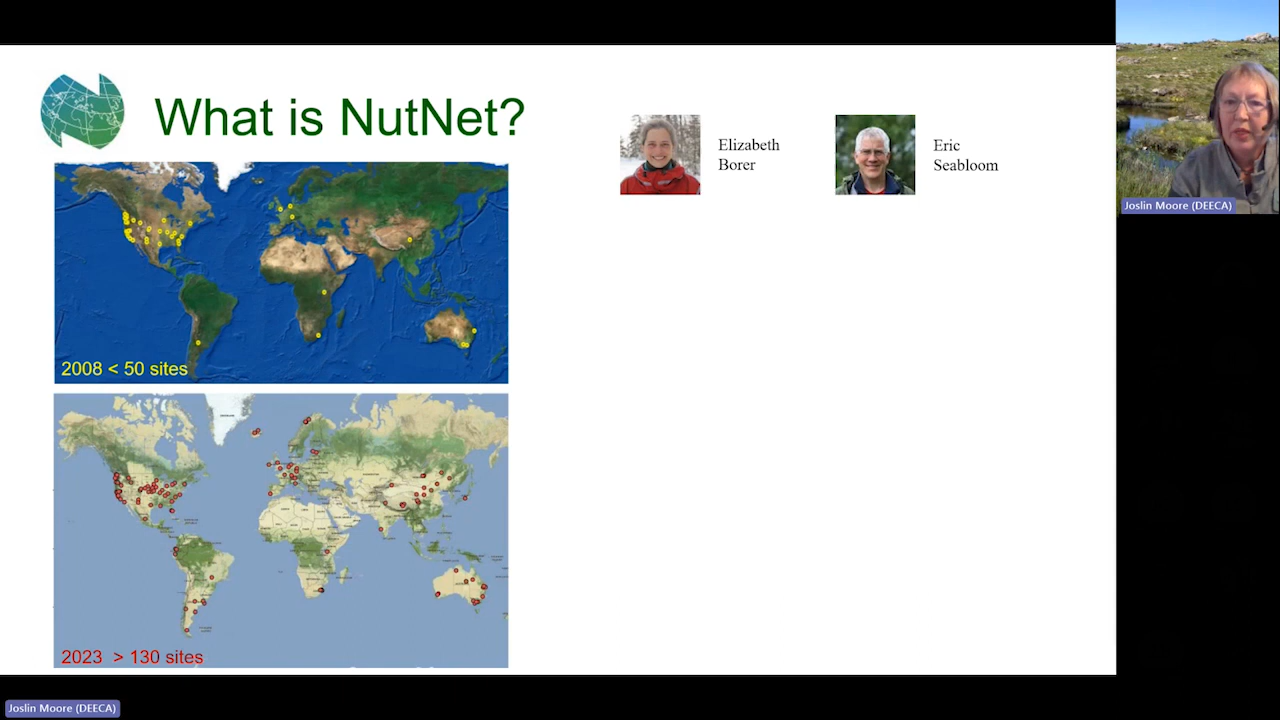 What is NutNet?
Elizabeth
Borer
Eric
Seabloom
Joslin Moore (DEECA)
2008 < 50 sites
2023 > 130 sites
Joslin Moore (DEECA)